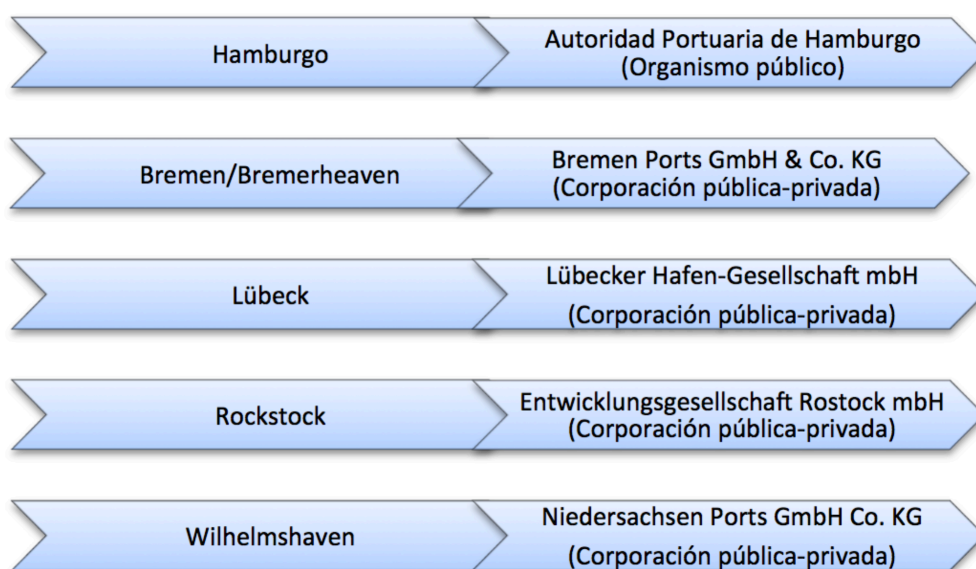 Hamburgo
Autoridad Portuaria de Hamburgo
(Organismo público)
Bremen/Bremerheaven
Bremen Ports GmbH & Co. KG
(Corporación pública-privada)
Lübeck
Lübecker Hafen-Gesellschaft mbH
(Corporación pública-privada)
Rockstock
Entwicklungsgesellschaft Rostock mbH
(Corporación pública-privada)
Wilhelmshaven
Niedersachsen Ports GmbH Co. KG
(Corporación pública-privada)